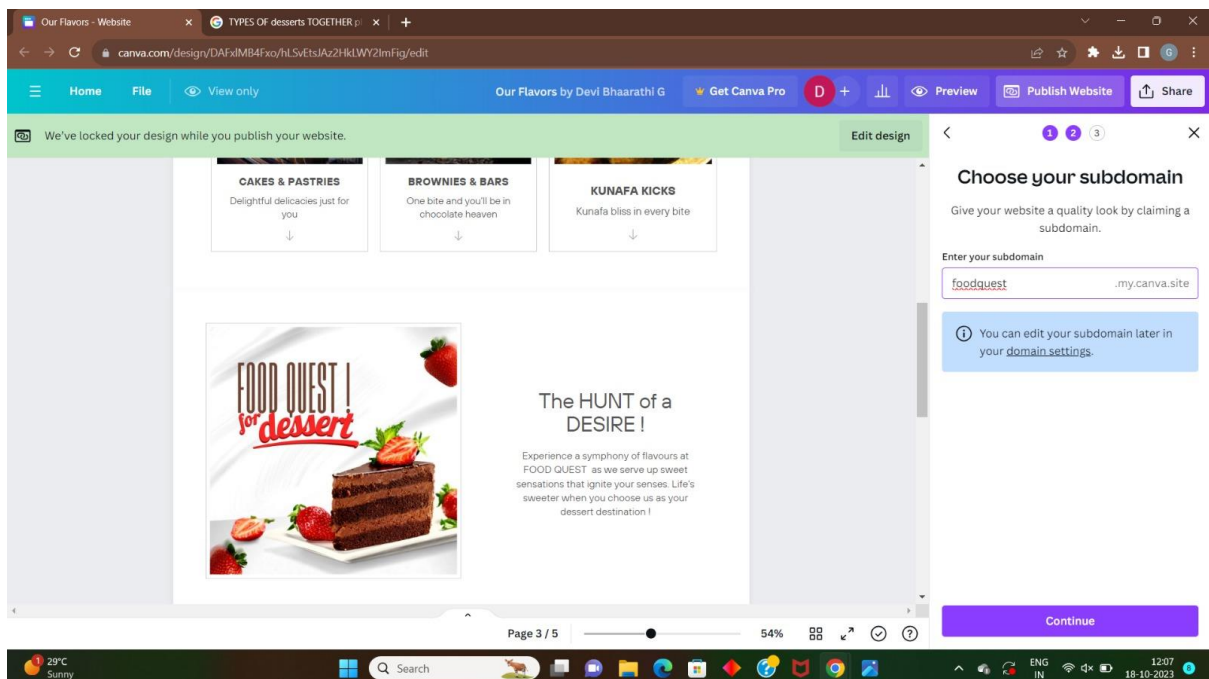 Our Flavors - Website
TYPES OF desserts TOGETHER pl
canva.com/design/DAFxlMB4Fxo/hLSvEtsJAz2HkLWY2ImFig/edit
G
Home File View only Our Flavors by Devi Bhaarathi G Get Canva Pro D + Preview Publish Website Share
We've locked your design while you publish your website. Edit design
CAKES & PASTRIES
Delightful delicacies just for
you
BROWNIES & BARS
One bite and you'll be in
chocolate heaven
KUNAFA KICKS
Kunafa bliss in every bite
FOOD QUEST !
for dessert
The HUNT of a
DESIRE !
Experience a symphony of flavours at
FOOD QUEST as we serve up sweet
sensations that ignite your senses. Life's
sweeter when you choose us as your
dessert destination !
1 2 3
Choose your subdomain
Give your website a quality look by claiming a
subdomain.
Enter your subdomain
foodquest .my.canva.site
You can edit your subdomain later in
your domain settings.
Continue
Page 3 / 5 54%
1 29°C
Sunny
Search
ENG
IN
12:07
18-10-2023
8